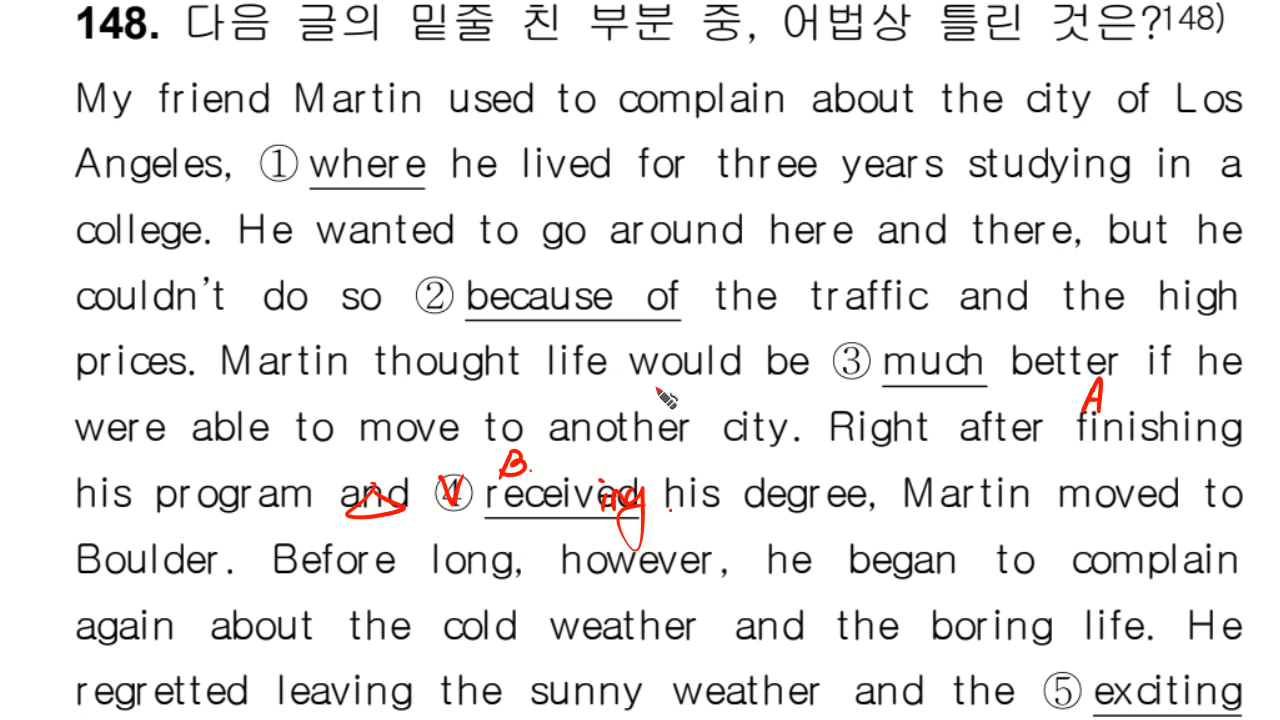 148. 다음 글의 밑줄 친 부분 중, 어법상 틀린 것은?148)
My friend Martin used to complain about the city of Los
Angeles, ① where he lived for three years studying in a
college. He wanted to go around here and there, but he
couldn't do so ② because of the traffic and the high
prices. Martin thought life would be ③ much better if he
A
were able to move to another city. Right after finishing
B.
his program and ④ V received ing his degree, Martin moved to
Boulder. Before long, however, he began to complain
again about the cold weather and the boring life. He
regretted leaving the sunny weather and the ⑤ exciting